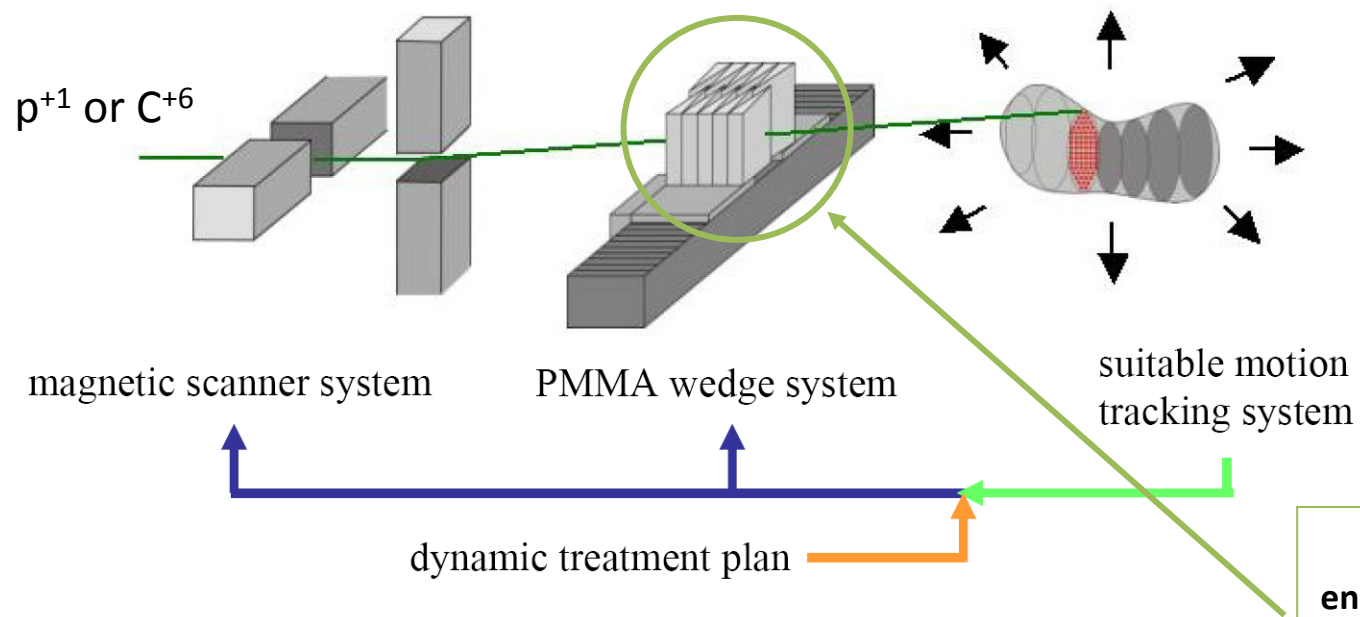 p⁺¹ or C⁺⁶
magnetic scanner system
PMMA wedge system
suitable motion
tracking system
dynamic treatment plan
en